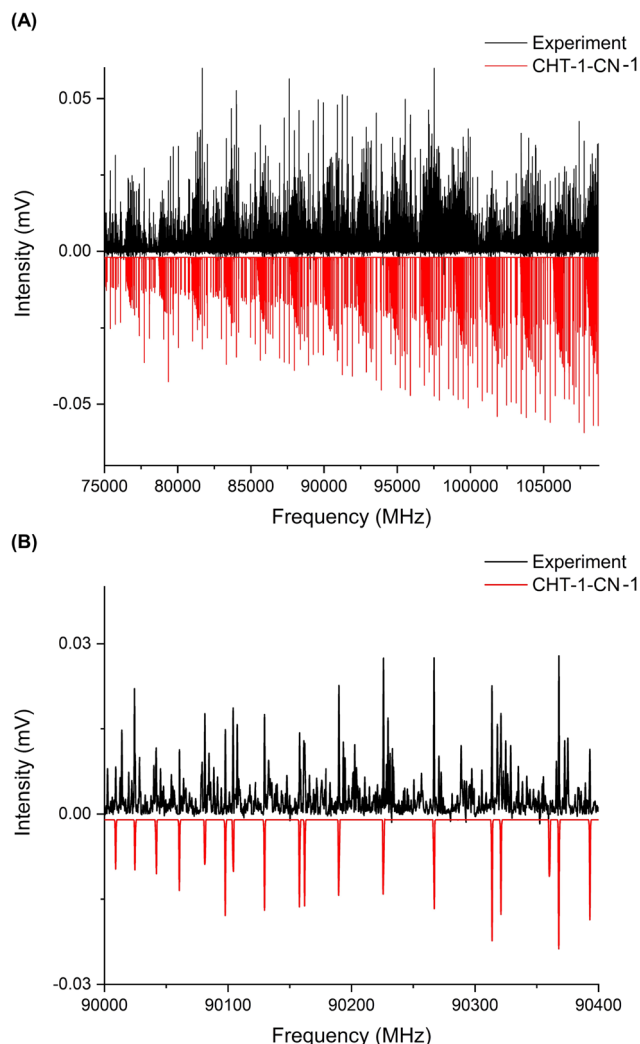 (A)
Experiment
CHT-1-CN-1
0.05
0.00
-0.05
Intensity (mV)
75000 80000 85000 90000 95000 100000 105000
Frequency (MHz)
(B)
Experiment
CHT-1-CN-1
0.03
0.00
-0.03
Intensity (mV)
90000 90100 90200 90300 90400
Frequency (MHz)